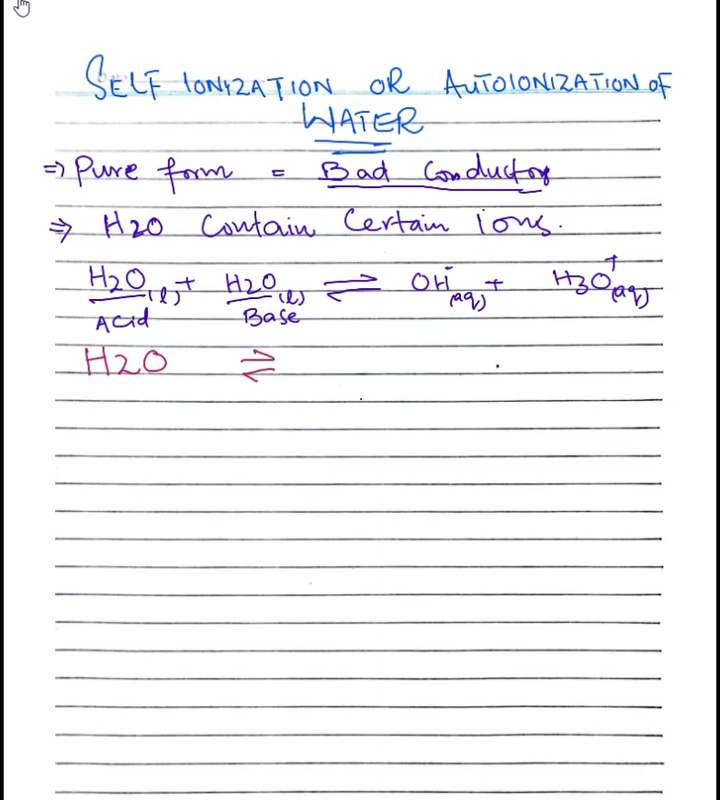 SELF IONIZATION OR AUTOIONIZATION OF
WATER
⇒ Pure form = Bad Conductor
⇒ H2O Contain Certain ions.
H2O(l) + H2O(l) ⇌ OH⁻(aq) + H3O⁺(aq)
Acid Base
H2O ⇌